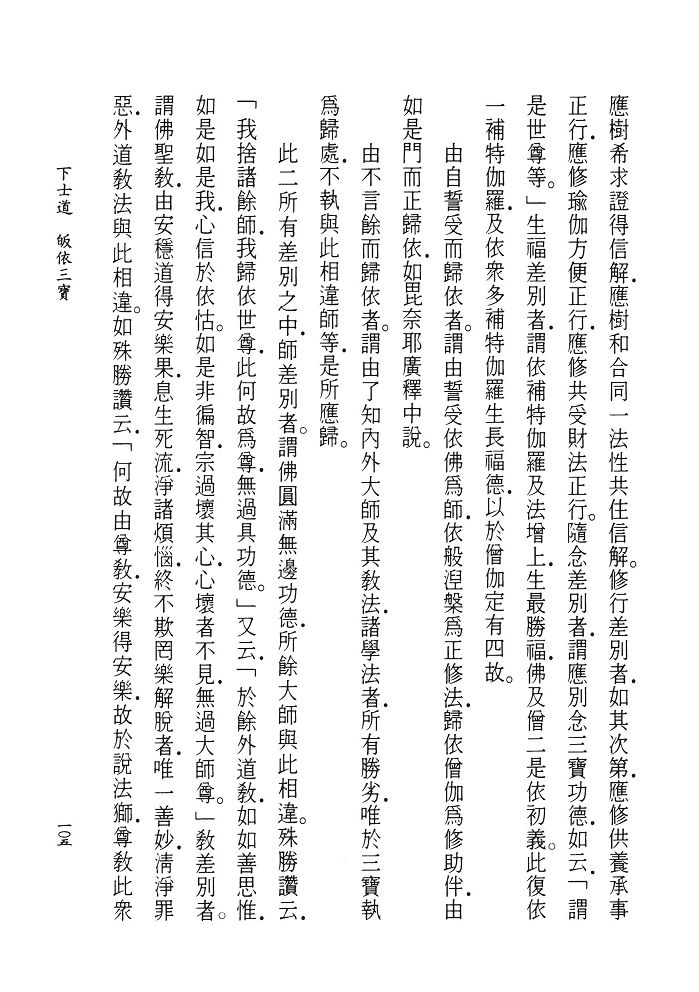 應樹希求證得信解．應樹和合同一法性共住信解。修行差別者．如其次第．應修供養承事
正行．應修瑜伽方便正行．應修共受財法正行。隨念差別者．謂應別念三寶功德．如云．「謂
是世尊等。」生福差別者．謂依補特伽羅及法增上．生最勝福．佛及僧二是依初義。此復依
一補特伽羅．及依衆多補特伽羅生長福德．以於僧伽定有四故。
由自誓受而歸依者。謂由誓受依佛爲師．依般涅槃爲正修法．歸依僧伽爲修助伴．由
如是門而正歸依．如毘奈耶廣釋中說。
由不言餘而歸依者。謂由了知內外大師及其敎法．諸學法者．所有勝劣．唯於三寶執
爲歸處．不執與此相違師等．是所應歸。
此二所有差別之中．師差別者。謂佛圓滿無邊功德．所餘大師與此相違。殊勝讚云．
「我捨諸餘師．我歸依世尊．此何故爲尊．無過具功德。」又云．「於餘外道敎．如如善思惟．
如是如是我．心信於依怙。如是非徧智．宗過壞其心．心壞者不見．無過大師尊。」敎差別者。
謂佛聖敎．由安穩道得安樂果．息生死流．淨諸煩惱．終不欺罔樂解脫者．唯一善妙．淸淨罪
惡．外道敎法與此相違。如殊勝讚云．「何故由尊敎．安樂得安樂．故於說法獅．尊敎此衆
下士道　皈依三寶
一〇五